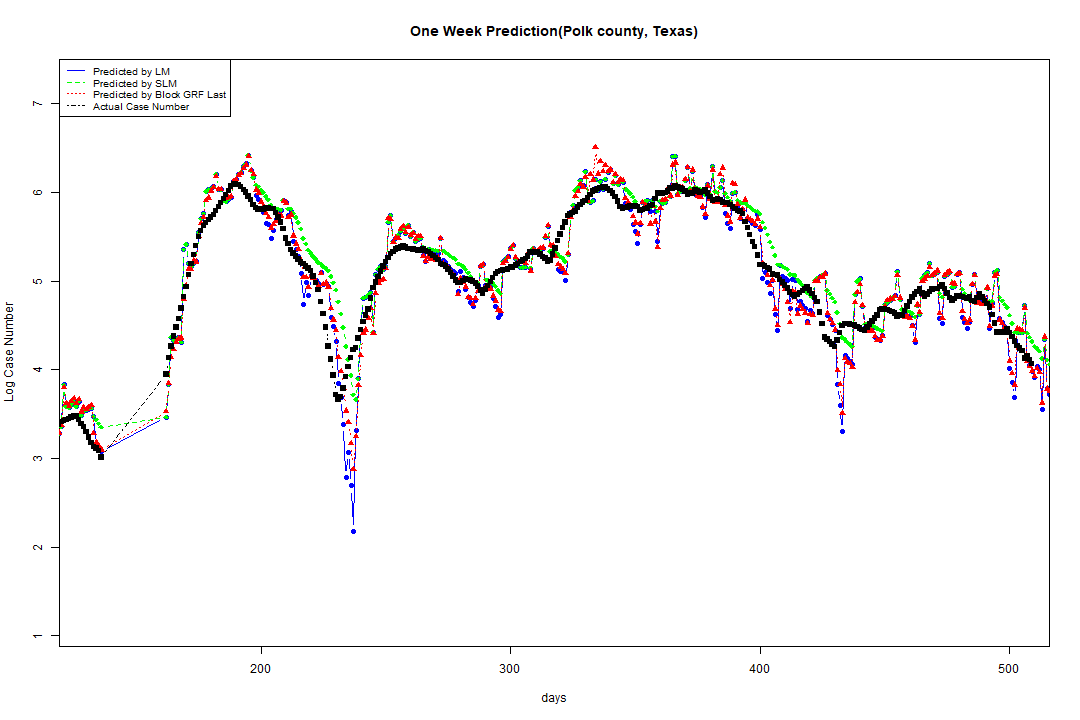 One Week Prediction(Polk county, Texas)
Predicted by LM
Predicted by SLM
Predicted by Block GRF Last
Actual Case Number
7
6
5
4
3
2
1
Log Case Number
200 300 400 500
days